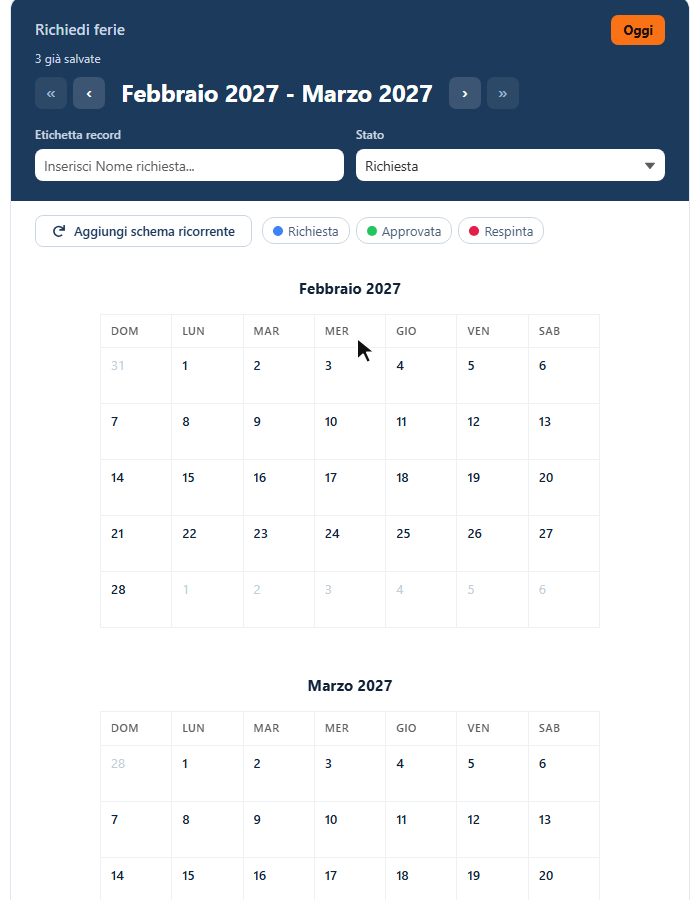 Richiedi ferie
Oggi
3 già salvate
« ‹ Febbraio 2027 - Marzo 2027 › »
Etichetta record Stato
Inserisci Nome richiesta... Richiesta
Aggiungi schema ricorrente Richiesta Approvata Respinta
Febbraio 2027
DOM LUN MAR MER GIO VEN SAB
31 1 2 3 4 5 6
7 8 9 10 11 12 13
14 15 16 17 18 19 20
21 22 23 24 25 26 27
28 1 2 3 4 5 6
Marzo 2027
DOM LUN MAR MER GIO VEN SAB
28 1 2 3 4 5 6
7 8 9 10 11 12 13
14 15 16 17 18 19 20